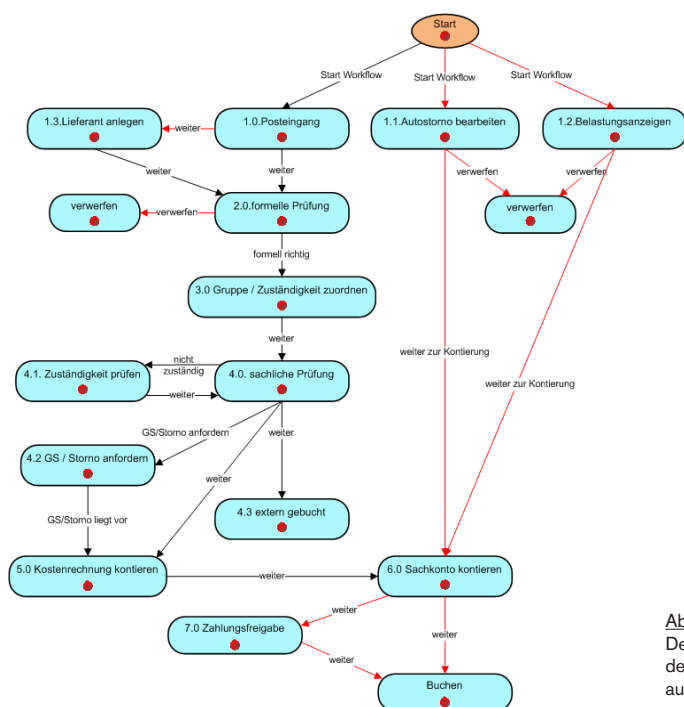 Start
Start Workflow
Start Workflow
Start Workflow
1.3.Lieferant anlegen
weiter
1.0.Posteingang
1.1.Autostorno bearbeiten
1.2.Belastungsanzeigen
weiter
weiter
verwerfen
verwerfen
verwerfen
verwerfen
2.0.formelle Prüfung
verwerfen
formell richtig
3.0 Gruppe / Zuständigkeit zuordnen
weiter
weiter zur Kontierung
nicht
zuständig
4.1. Zuständigkeit prüfen
4.0. sachliche Prüfung
weiter
weiter zur Kontierung
GS/Storno anfordern
weiter
4.2 GS / Storno anfordern
weiter
4.3 extern gebucht
GS/Storno liegt vor
5.0 Kostenrechnung kontieren
weiter
6.0 Sachkonto kontieren
weiter
7.0 Zahlungsfreigabe
weiter
weiter
Buchen
Ab
De
de
au